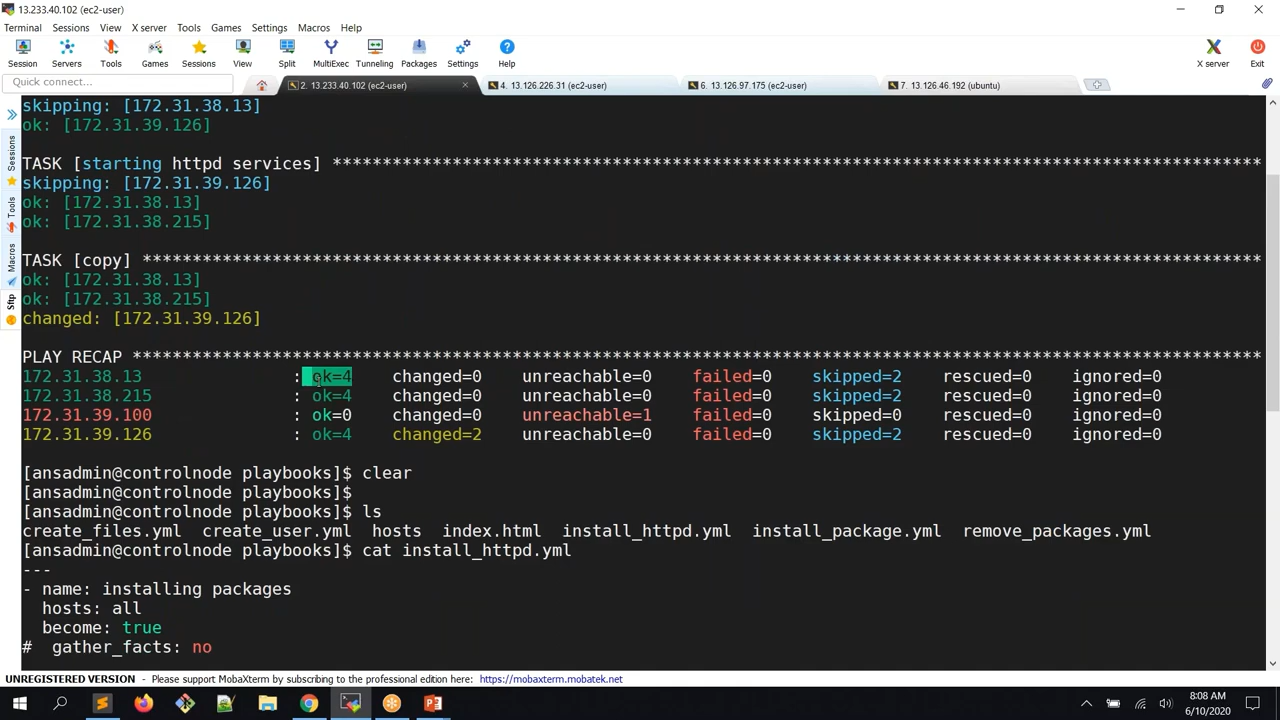 13.233.40.102 (ec2-user)
Terminal Sessions View X server Tools Games Settings Macros Help
Session Servers Tools Games Sessions View Split MultiExec Tunneling Packages Settings Help X server Exit
Quick connect...
2. 13.233.40.102 (ec2-user) 4. 13.126.226.31 (ec2-user) 6. 13.126.97.175 (ec2-user) 7. 13.126.46.192 (ubuntu)
Sessions
Tools
Macros
Sftp
skipping: [172.31.38.13]
ok: [172.31.39.126]
TASK [starting httpd services] *********************************************************************************************
skipping: [172.31.39.126]
ok: [172.31.38.13]
ok: [172.31.38.215]
TASK [copy] ****************************************************************************************************************
ok: [172.31.38.13]
ok: [172.31.38.215]
changed: [172.31.39.126]
PLAY RECAP *****************************************************************************************************************
172.31.38.13 : ok=4 changed=0 unreachable=0 failed=0 skipped=2 rescued=0 ignored=0
172.31.38.215 : ok=4 changed=0 unreachable=0 failed=0 skipped=2 rescued=0 ignored=0
172.31.39.100 : ok=0 changed=0 unreachable=1 failed=0 skipped=0 rescued=0 ignored=0
172.31.39.126 : ok=4 changed=2 unreachable=0 failed=0 skipped=2 rescued=0 ignored=0
[ansadmin@controlnode playbooks]$ clear
[ansadmin@controlnode playbooks]$
[ansadmin@controlnode playbooks]$ ls
create_files.yml create_user.yml hosts index.html install_httpd.yml install_package.yml remove_packages.yml
[ansadmin@controlnode playbooks]$ cat install_httpd.yml
---
- name: installing packages
hosts: all
become: true
# gather_facts: no
UNREGISTERED VERSION - Please support MobaXterm by subscribing to the professional edition here: https://mobaxterm.mobatek.net
8:08 AM
6/10/2020